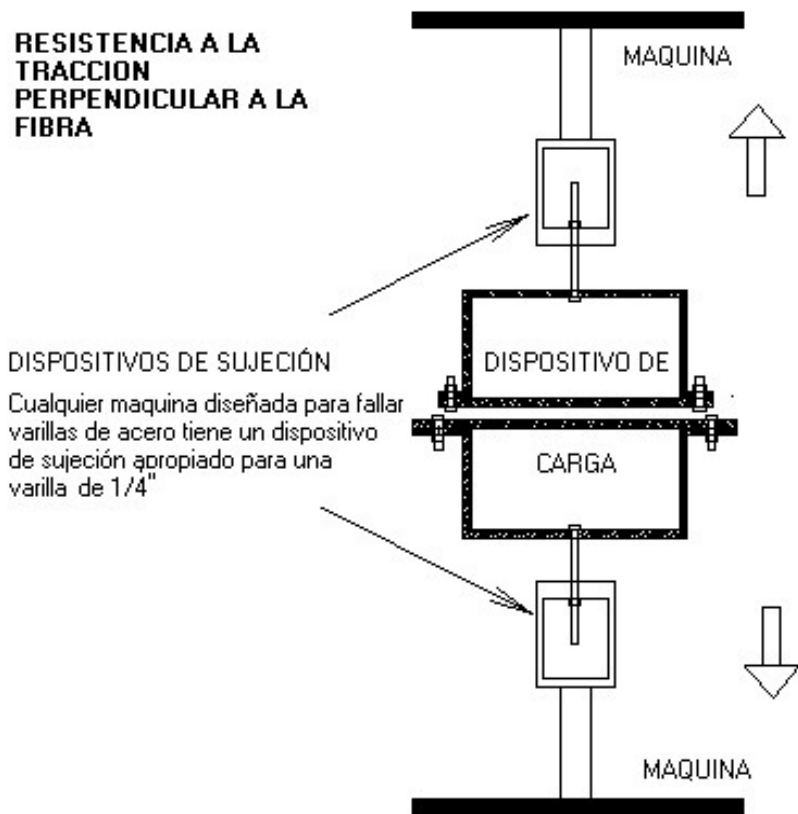 RESISTENCIA A LA
TRACCION
PERPENDICULAR A LA
FIBRA
MAQUINA
DISPOSITIVOS DE SUJECIÓN
Cualquier maquina diseñada para fallar
varillas de acero tiene un dispositivo
de sujeción apropiado para una
varilla de 1/4"
DISPOSITIVO DE
CARGA
MAQUINA